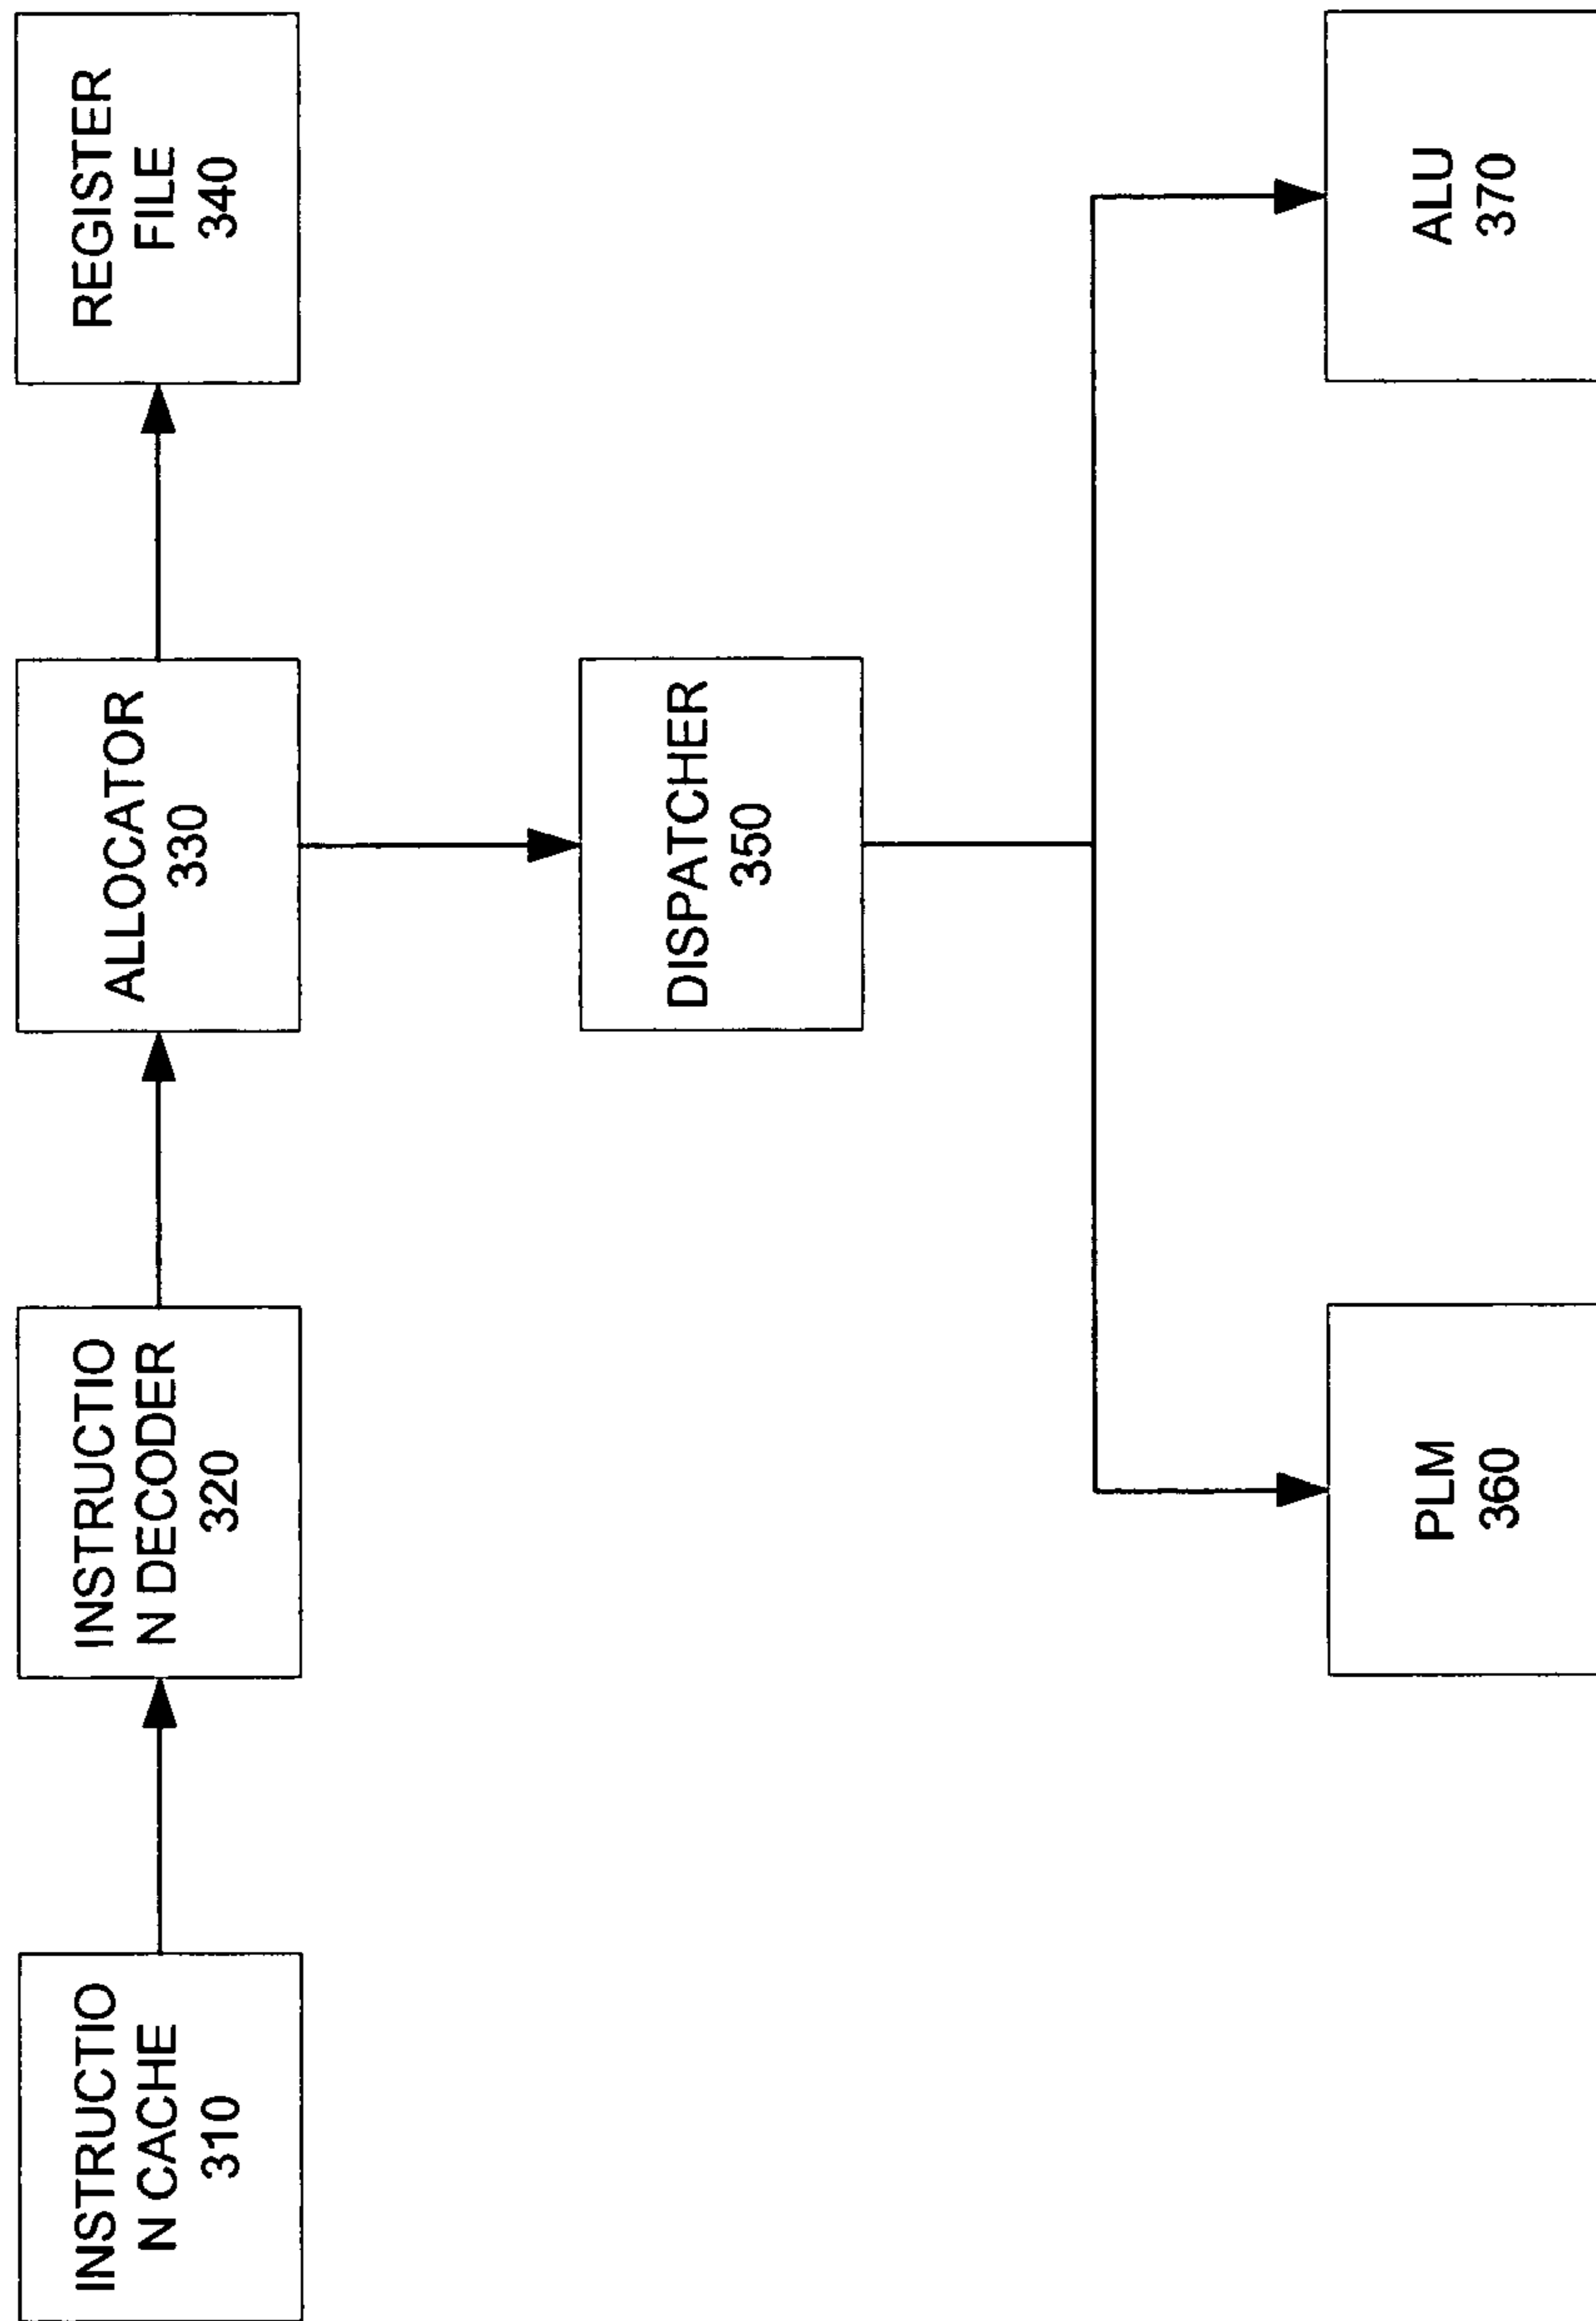 INSTRUCTIO
N CACHE
310
INSTRUCTIO
N DECODER
320
ALLOCATOR
330
REGISTER
FILE
340
DISPATCHER
350
PLM
360
ALU
370